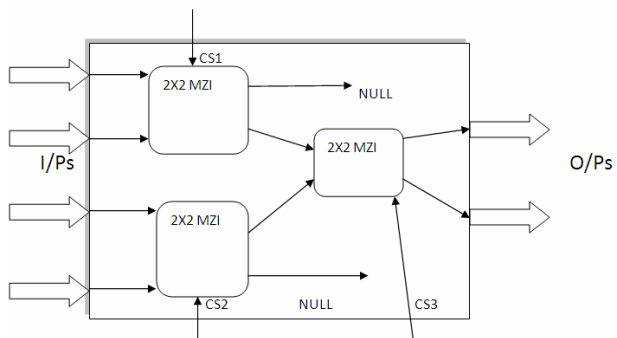 CS1
2X2 MZI
NULL
2X2 MZI
I/Ps
O/Ps
2X2 MZI
CS2
NULL
CS3